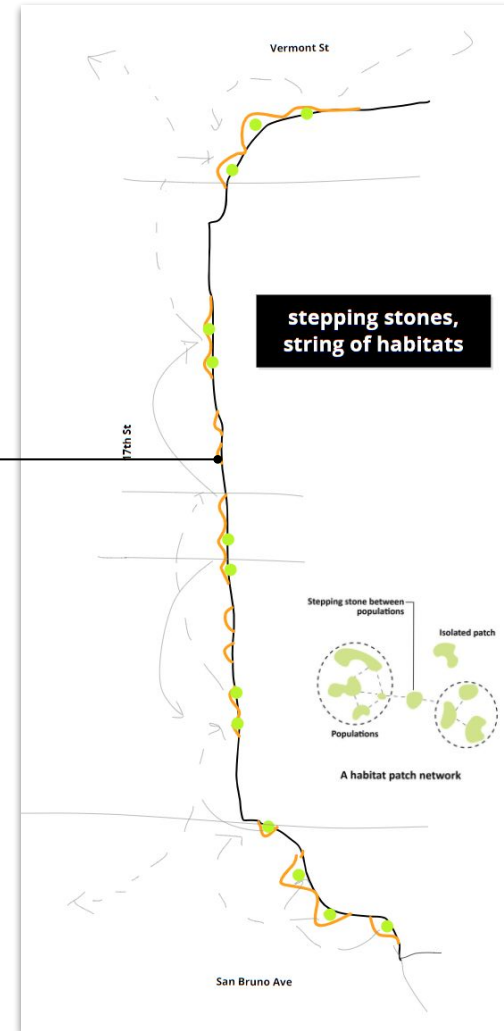 Vermont St
stepping stones,
string of habitats
17th St
Stepping stone between
populations
Isolated patch
Populations
A habitat patch network
San Bruno Ave